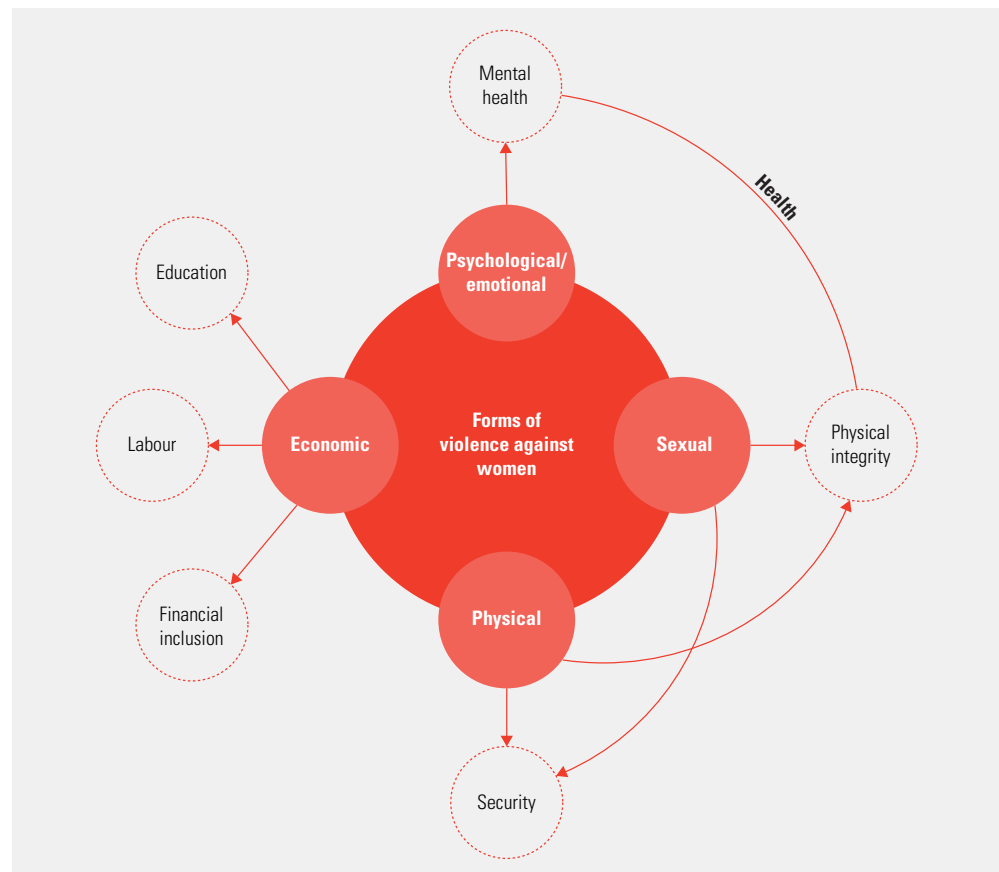 Mental
health
Health
Psychological/
emotional
Education
Forms of
violence against
women
Labour
Economic
Sexual
Physical
integrity
Financial
inclusion
Physical
Security